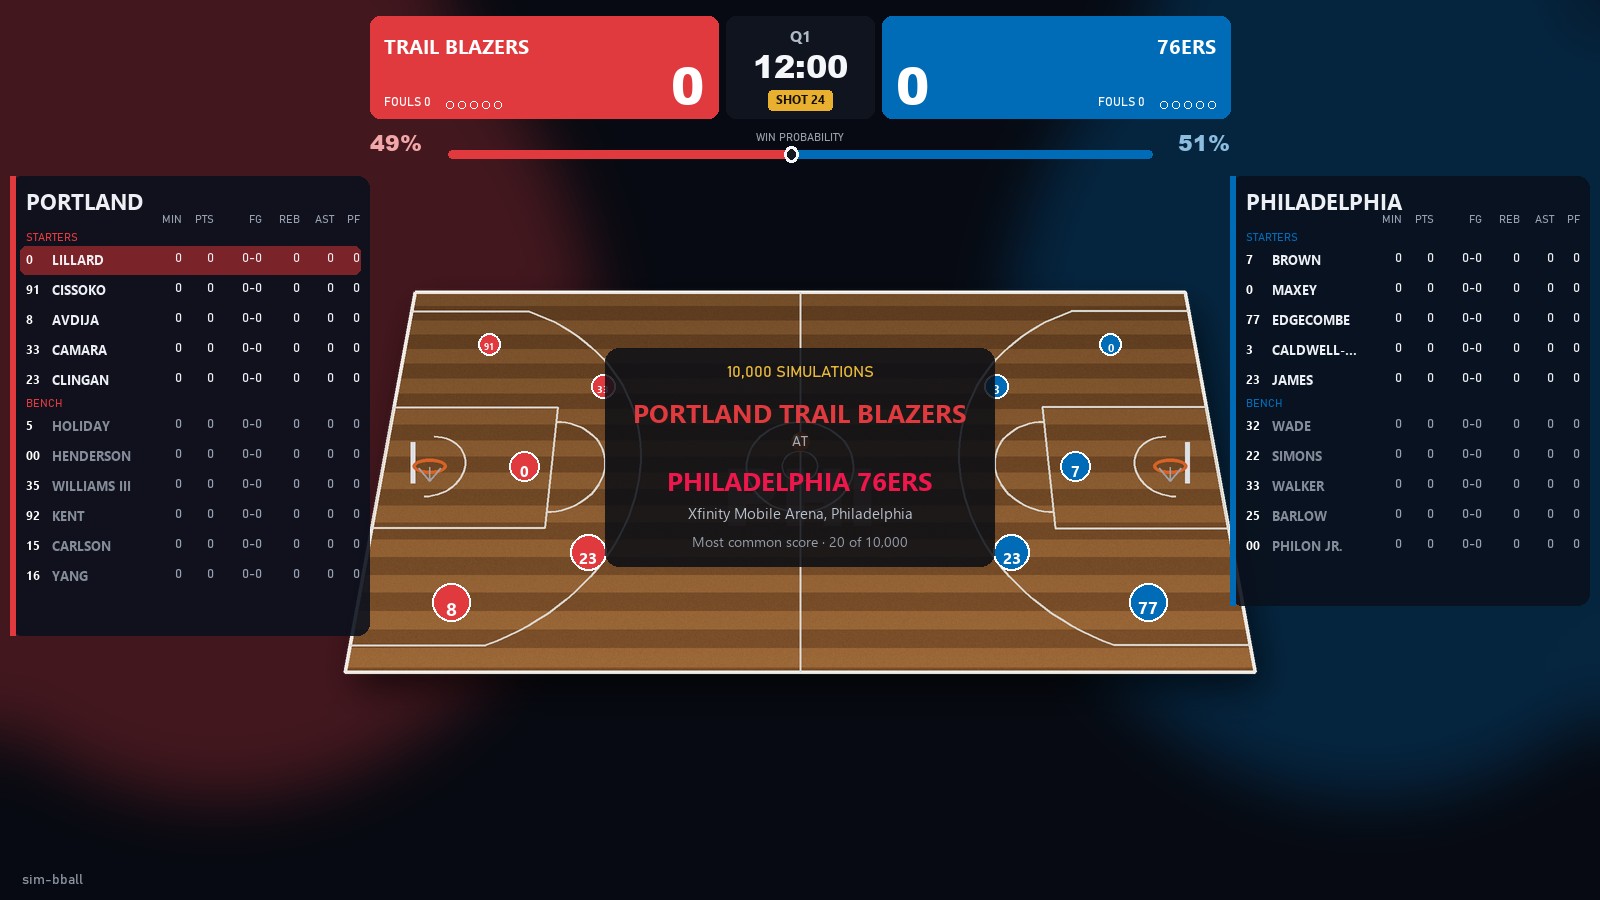 TRAIL BLAZERS
0
FOULS 0
Q1
12:00
SHOT 24
76ERS
0
FOULS 0
49%
WIN PROBABILITY
51%
PORTLAND
MIN PTS FG REB AST PF
STARTERS
0 LILLARD 0 0 0-0 0 0 0
91 CISSOKO 0 0 0-0 0 0 0
8 AVDIJA 0 0 0-0 0 0 0
33 CAMARA 0 0 0-0 0 0 0
23 CLINGAN 0 0 0-0 0 0 0
BENCH
5 HOLIDAY 0 0 0-0 0 0 0
00 HENDERSON 0 0 0-0 0 0 0
35 WILLIAMS III 0 0 0-0 0 0 0
92 KENT 0 0 0-0 0 0 0
15 CARLSON 0 0 0-0 0 0 0
16 YANG 0 0 0-0 0 0 0
91
33
0
23
8
10,000 SIMULATIONS
PORTLAND TRAIL BLAZERS
AT
PHILADELPHIA 76ERS
Xfinity Mobile Arena, Philadelphia
Most common score · 20 of 10,000
0
3
7
23
77
PHILADELPHIA
MIN PTS FG REB AST PF
STARTERS
7 BROWN 0 0 0-0 0 0 0
0 MAXEY 0 0 0-0 0 0 0
77 EDGECOMBE 0 0 0-0 0 0 0
3 CALDWELL-... 0 0 0-0 0 0 0
23 JAMES 0 0 0-0 0 0 0
BENCH
32 WADE 0 0 0-0 0 0 0
22 SIMONS 0 0 0-0 0 0 0
33 WALKER 0 0 0-0 0 0 0
25 BARLOW 0 0 0-0 0 0 0
00 PHILON JR. 0 0 0-0 0 0 0
sim-bball